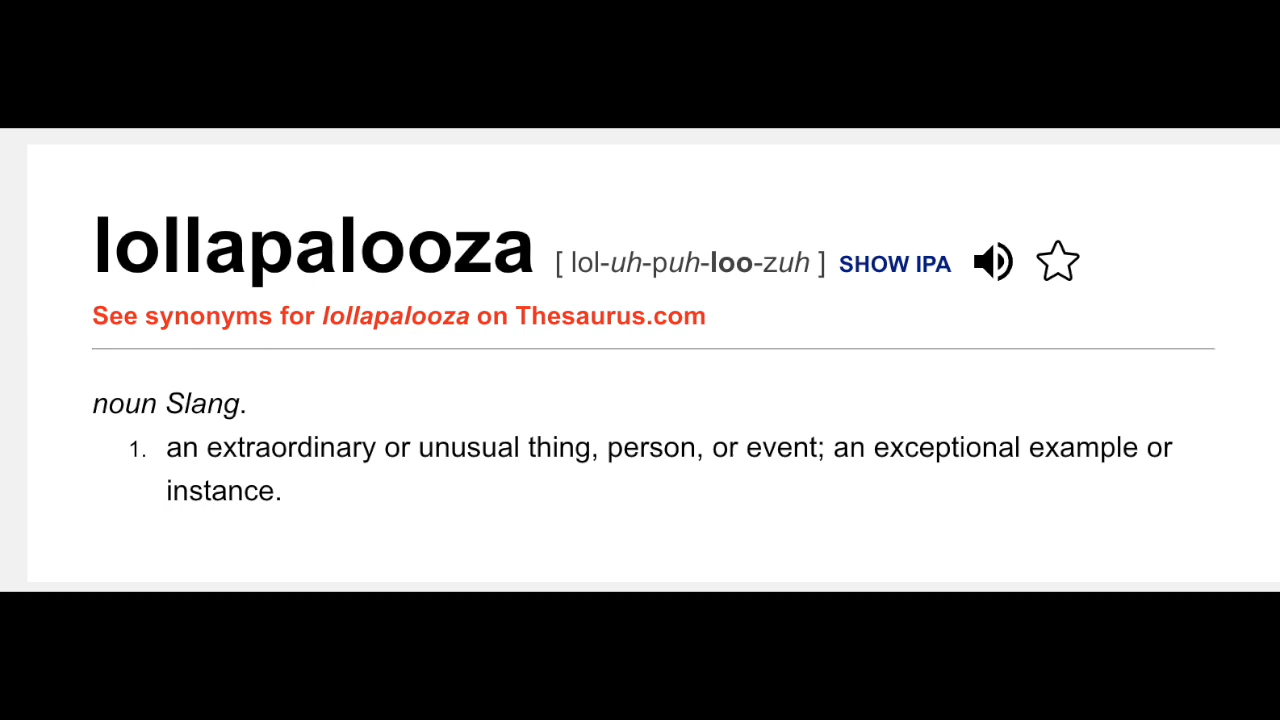 lollapalooza [ lol-uh-puh-loo-zuh ] SHOW IPA
See synonyms for lollapalooza on Thesaurus.com
noun Slang.
1. an extraordinary or unusual thing, person, or event; an exceptional example or
instance.